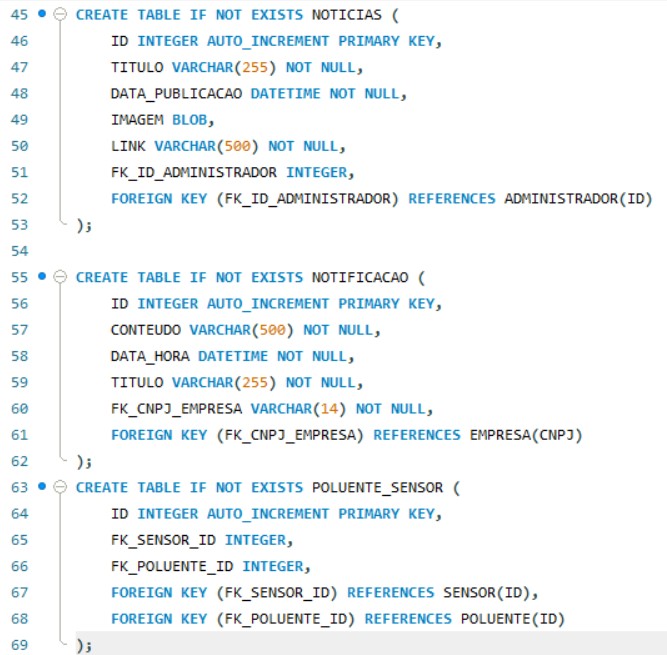 45 CREATE TABLE IF NOT EXISTS NOTICIAS (
46 ID INTEGER AUTO_INCREMENT PRIMARY KEY,
47 TITULO VARCHAR(255) NOT NULL,
48 DATA_PUBLICACAO DATETIME NOT NULL,
49 IMAGEM BLOB,
50 LINK VARCHAR(500) NOT NULL,
51 FK_ID_ADMINISTRADOR INTEGER,
52 FOREIGN KEY (FK_ID_ADMINISTRADOR) REFERENCES ADMINISTRADOR(ID)
53 );
54
55 CREATE TABLE IF NOT EXISTS NOTIFICACAO (
56 ID INTEGER AUTO_INCREMENT PRIMARY KEY,
57 CONTEUDO VARCHAR(500) NOT NULL,
58 DATA_HORA DATETIME NOT NULL,
59 TITULO VARCHAR(255) NOT NULL,
60 FK_CNPJ_EMPRESA VARCHAR(14) NOT NULL,
61 FOREIGN KEY (FK_CNPJ_EMPRESA) REFERENCES EMPRESA(CNPJ)
62 );
63 CREATE TABLE IF NOT EXISTS POLUENTE_SENSOR (
64 ID INTEGER AUTO_INCREMENT PRIMARY KEY,
65 FK_SENSOR_ID INTEGER,
66 FK_POLUENTE_ID INTEGER,
67 FOREIGN KEY (FK_SENSOR_ID) REFERENCES SENSOR(ID),
68 FOREIGN KEY (FK_POLUENTE_ID) REFERENCES POLUENTE(ID)
69 );